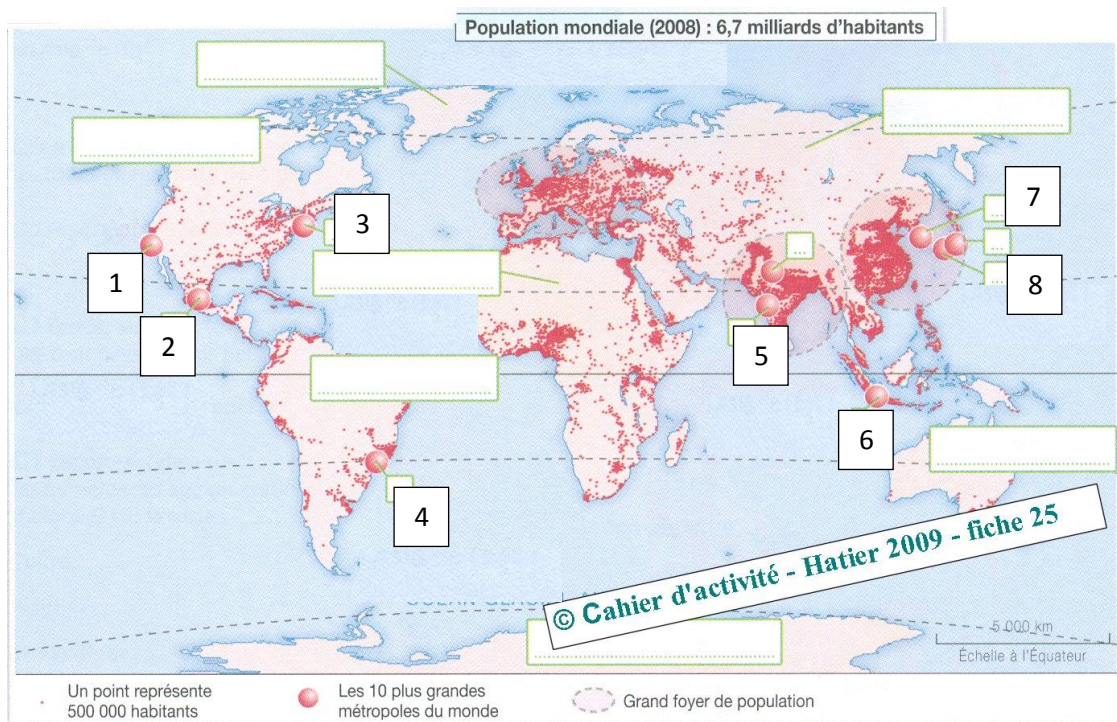 Population mondiale (2008) : 6,7 milliards d'habitants
7
3
1
8
2
5
6
4
© Cahier d'activité - Hatier 2009 - fiche 25
5 000 km
Échelle à l'Équateur
Un point représente
500 000 habitants
Les 10 plus grandes
métropoles du monde
Grand foyer de population